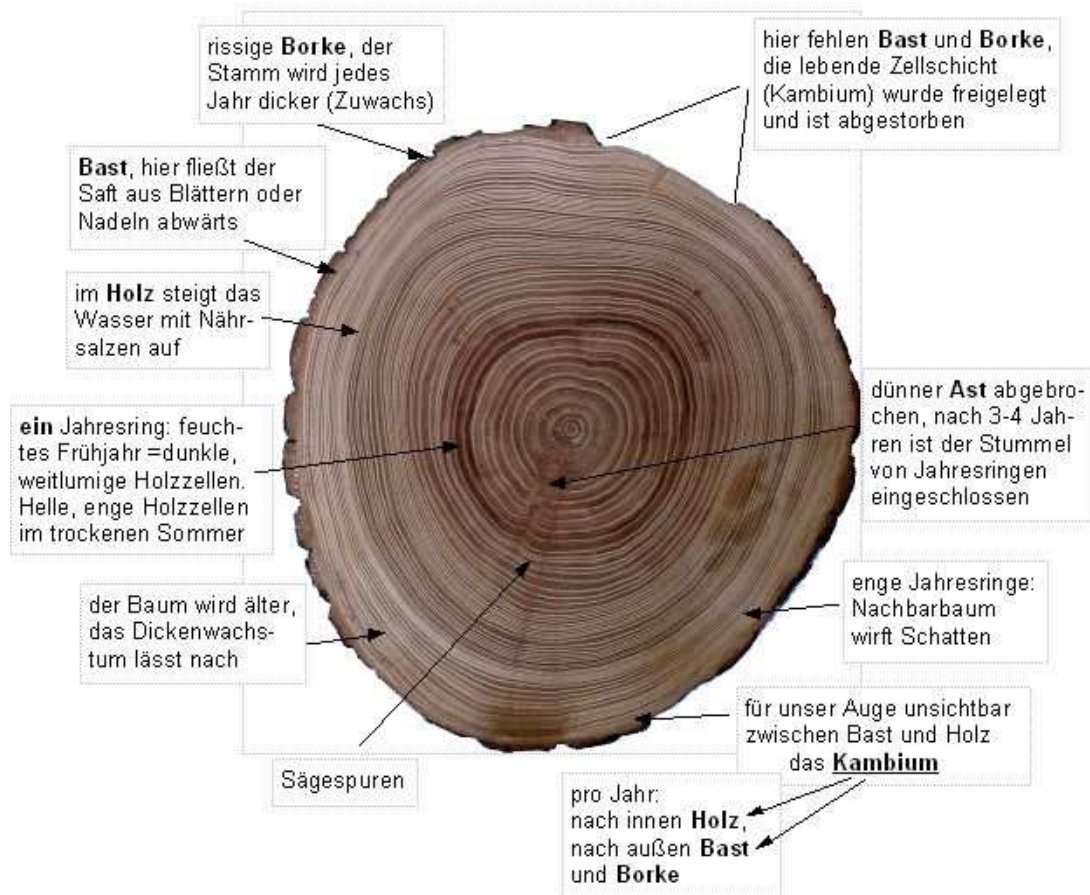 rissige Borke, der
Stamm wird jedes
Jahr dicker (Zuwachs)
hier fehlen Bast und Borke,
die lebende Zellschicht
(Kambium) wurde freigelegt
und ist abgestorben
Bast, hier fließt der
Saft aus Blättern oder
Nadeln abwärts
im Holz steigt das
Wasser mit Nähr-
salzen auf
dünner Ast abgebro-
chen, nach 3-4 Jah-
ren ist der Stummel
von Jahresringen
eingeschlossen
ein Jahresring: feuch-
tes Frühjahr =dunkle,
weitlumige Holzzellen.
Helle, enge Holzzellen
im trockenen Sommer
enge Jahresringe:
Nachbarbaum
wirft Schatten
der Baum wird älter,
das Dickenwachs-
tum lässt nach
für unser Auge unsichtbar
zwischen Bast und Holz
das Kambium
Sägespuren
pro Jahr:
nach innen Holz,
nach außen Bast
und Borke